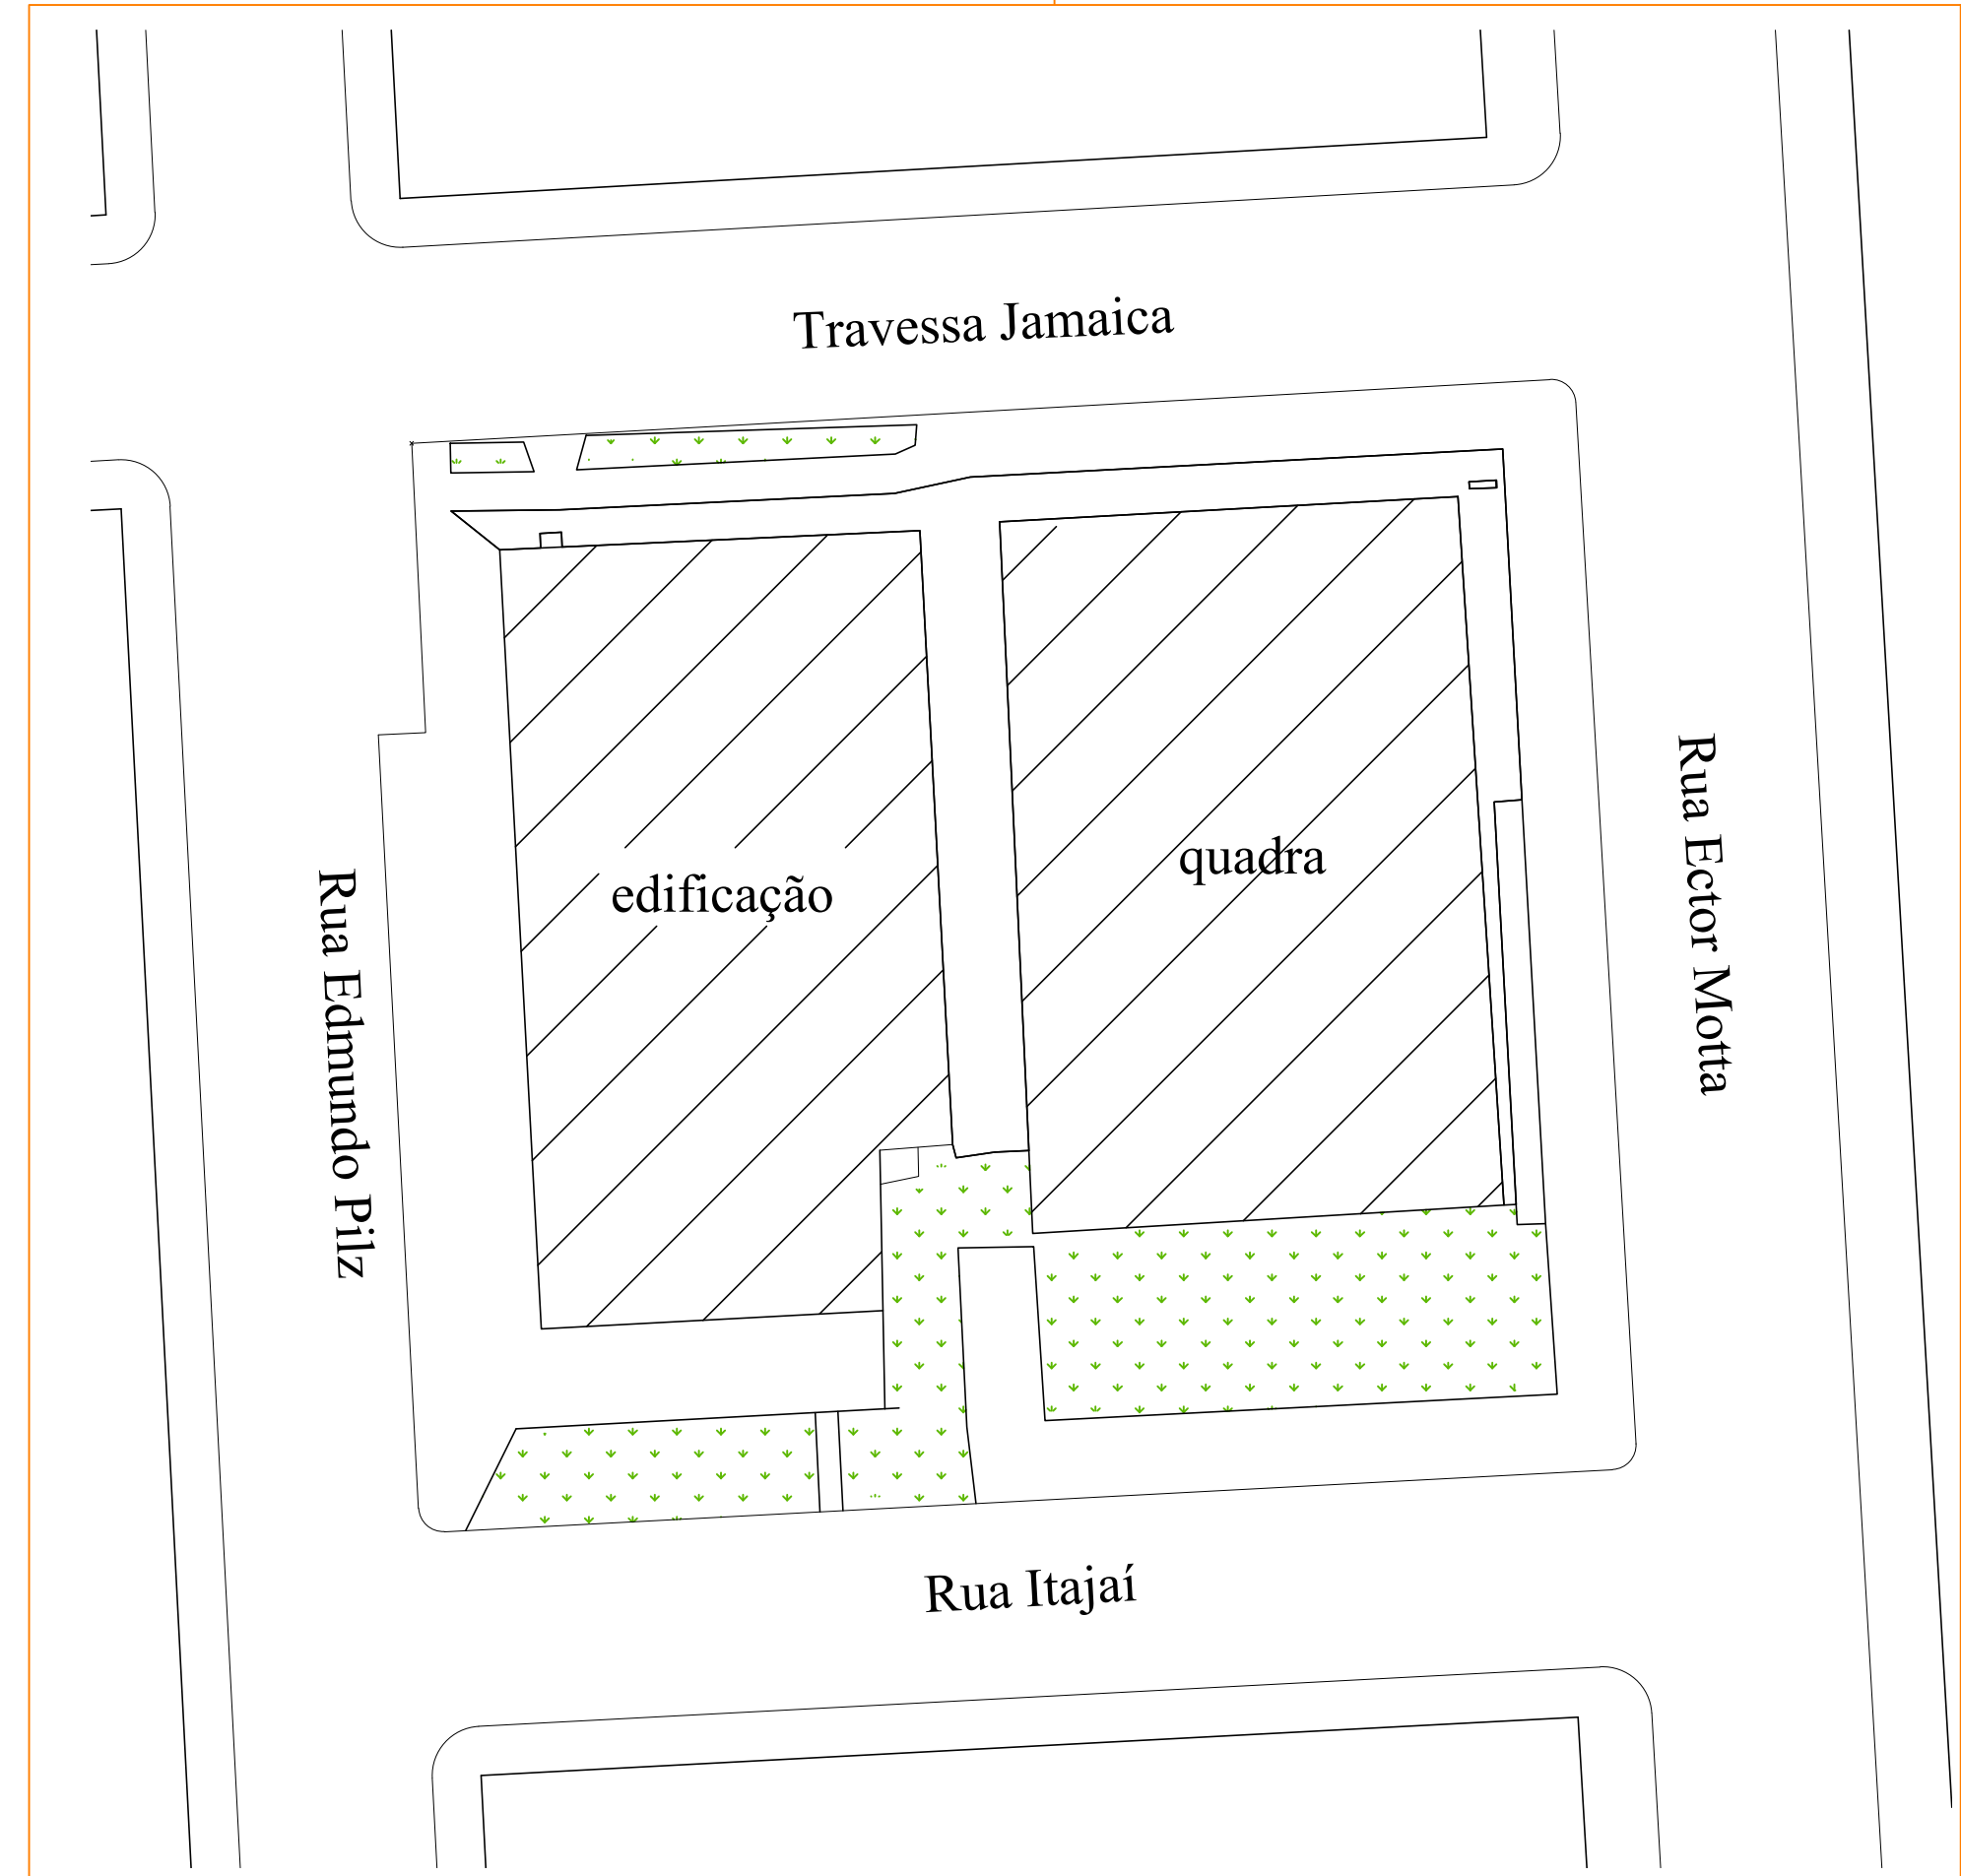 Travessa Jamaica
quadra
edificação
Rua Edmundo Pilz
Rua Ector Motta
Rua Itajaí